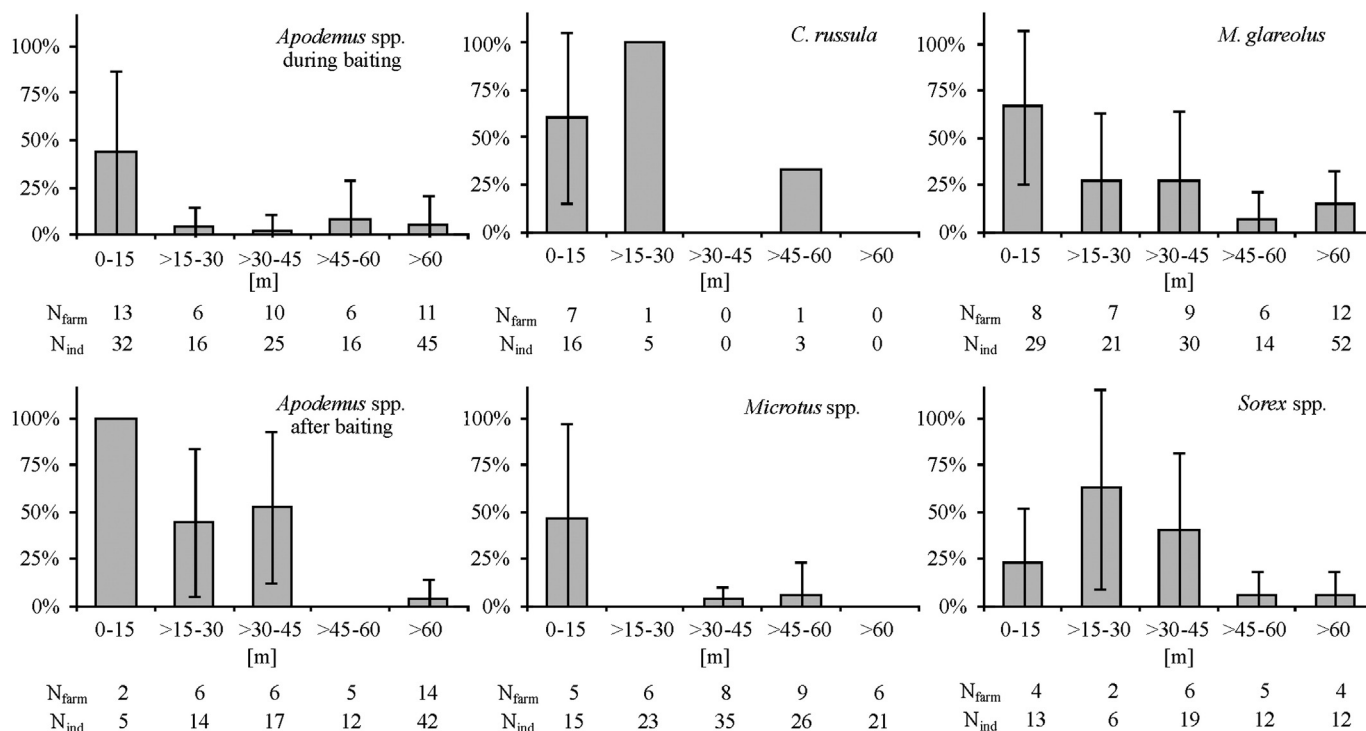 Apodemus spp.
during baiting
100%
75%
50%
25%
0%
0-15 >15-30 >30-45 >45-60 >60
[m]
Nfarm 13 6 10 6 11
Nind 32 16 25 16 45
C. russula
100%
75%
50%
25%
0%
0-15 >15-30 >30-45 >45-60 >60
[m]
Nfarm 7 1 0 1 0
Nind 16 5 0 3 0
M. glareolus
100%
75%
50%
25%
0%
0-15 >15-30 >30-45 >45-60 >60
[m]
Nfarm 8 7 9 6 12
Nind 29 21 30 14 52
Apodemus spp.
after baiting
100%
75%
50%
25%
0%
0-15 >15-30 >30-45 >45-60 >60
[m]
Nfarm 2 6 6 5 14
Nind 5 14 17 12 42
Microtus spp.
100%
75%
50%
25%
0%
0-15 >15-30 >30-45 >45-60 >60
[m]
Nfarm 5 6 8 9 6
Nind 15 23 35 26 21
Sorex spp.
100%
75%
50%
25%
0%
0-15 >15-30 >30-45 >45-60 >60
[m]
Nfarm 4 2 6 5 4
Nind 13 6 19 12 12